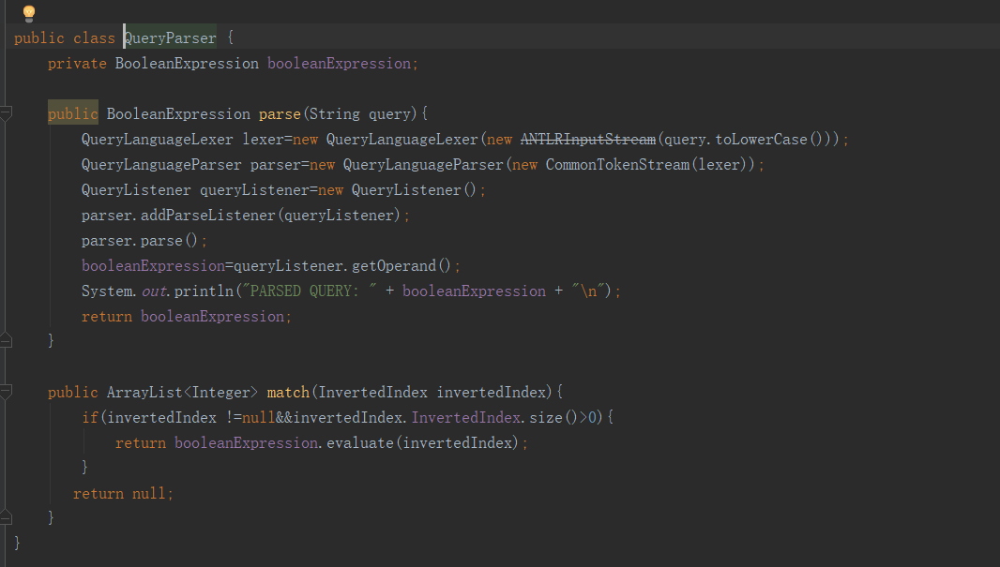 public class QueryParser {
    private BooleanExpression booleanExpression;

    public BooleanExpression parse(String query){
        QueryLanguageLexer lexer=new QueryLanguageLexer(new ANTLRInputStream(query.toLowerCase()));
        QueryLanguageParser parser=new QueryLanguageParser(new CommonTokenStream(lexer));
        QueryListener queryListener=new QueryListener();
        parser.addParseListener(queryListener);
        parser.parse();
        booleanExpression=queryListener.getOperand();
        System.out.println("PARSED QUERY: " + booleanExpression + "\n");
        return booleanExpression;
    }

    public ArrayList<Integer> match(InvertedIndex invertedIndex){
        if(invertedIndex !=null&&invertedIndex.InvertedIndex.size()>0){
            return booleanExpression.evaluate(invertedIndex);
        }
       return null;
    }
}